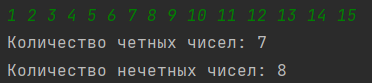 1 2 3 4 5 6 7 8 9 10 11 12 13 14 15
Количество четных чисел: 7
Количество нечетных чисел: 8